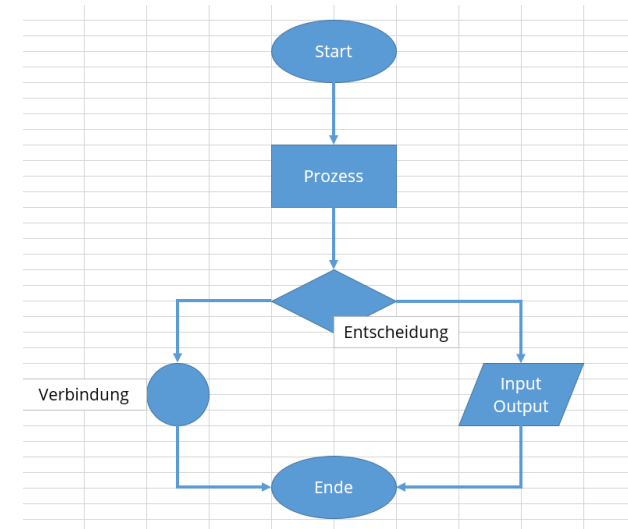 Start
Prozess
Entscheidung
Verbindung
Input
Output
Ende